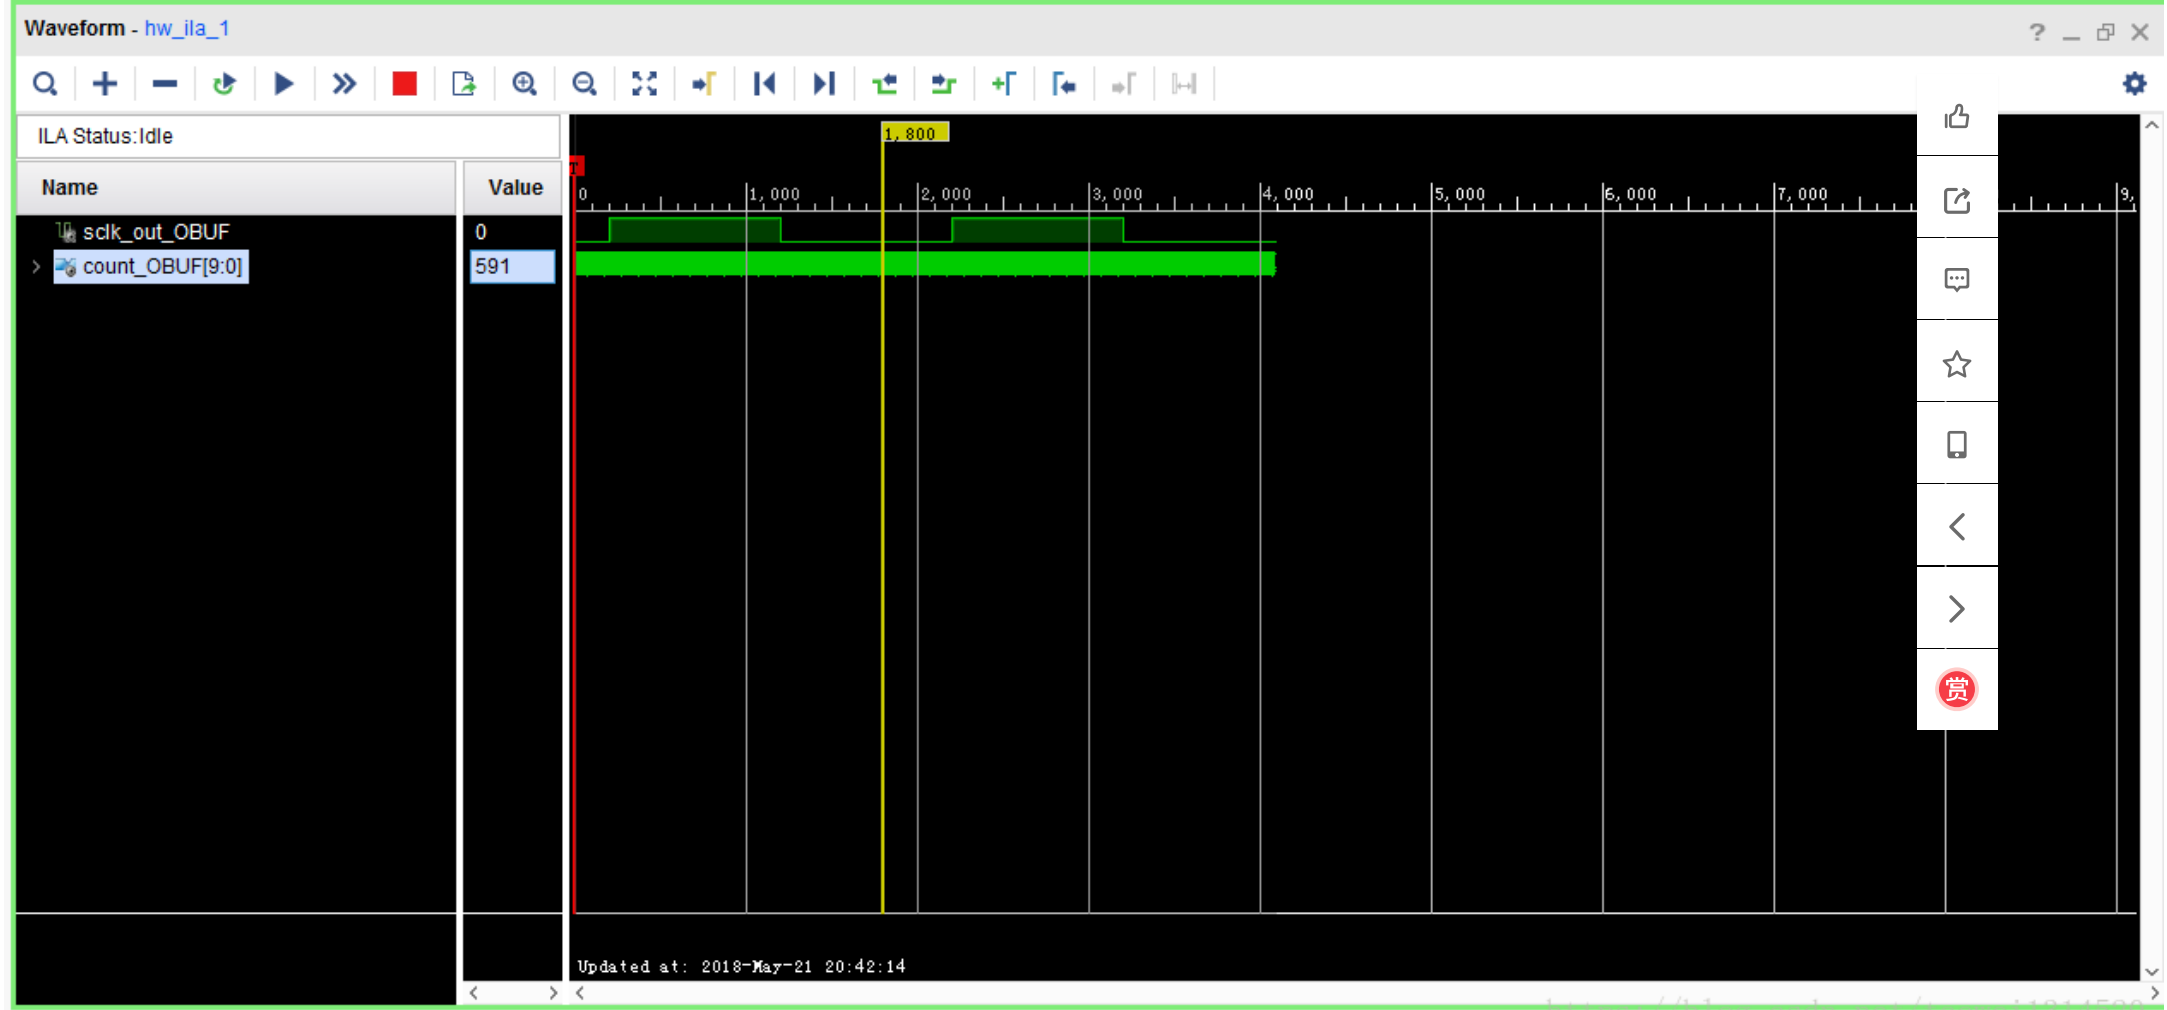 Waveform - hw_ila_1
ILA Status:Idle
1,800
T
Name
Value
0 1,000 2,000 3,000 4,000 5,000 6,000 7,000 9,
sclk_out_OBUF 0
count_OBUF[9:0] 591
赏
Updated at: 2018-May-21 20:42:14